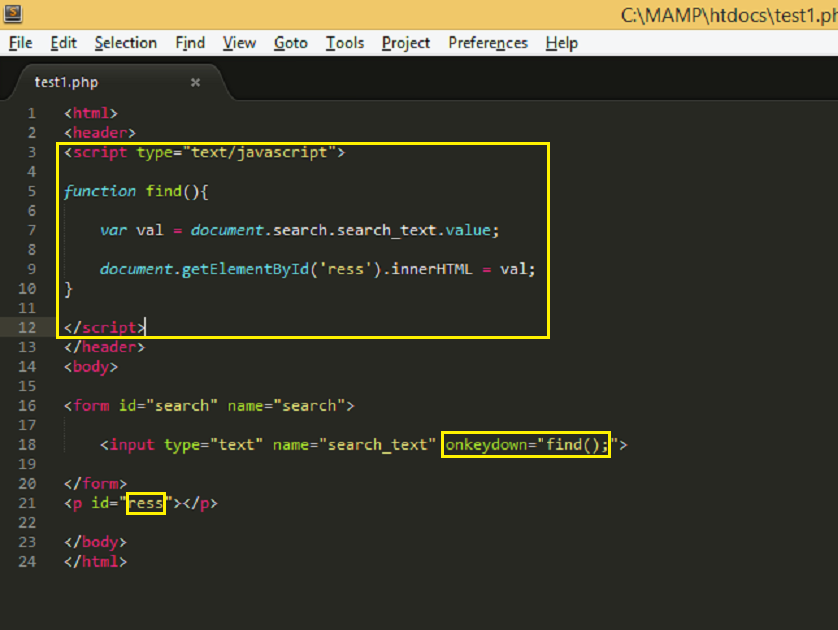 C:\MAMP\htdocs\test1.ph
File Edit Selection Find View Goto Tools Project Preferences Help
test1.php ×
1 <html>
2 <header>
3 <script type="text/javascript">
4
5 function find(){
6
7 var val = document.search.search_text.value;
8
9 document.getElementById('ress').innerHTML = val;
10 }
11
12 </script>
13 </header>
14 <body>
15
16 <form id="search" name="search">
17
18 <input type="text" name="search_text" onkeydown="find();">
19
20 </form>
21 <p id="ress"></p>
22
23 </body>
24 </html>